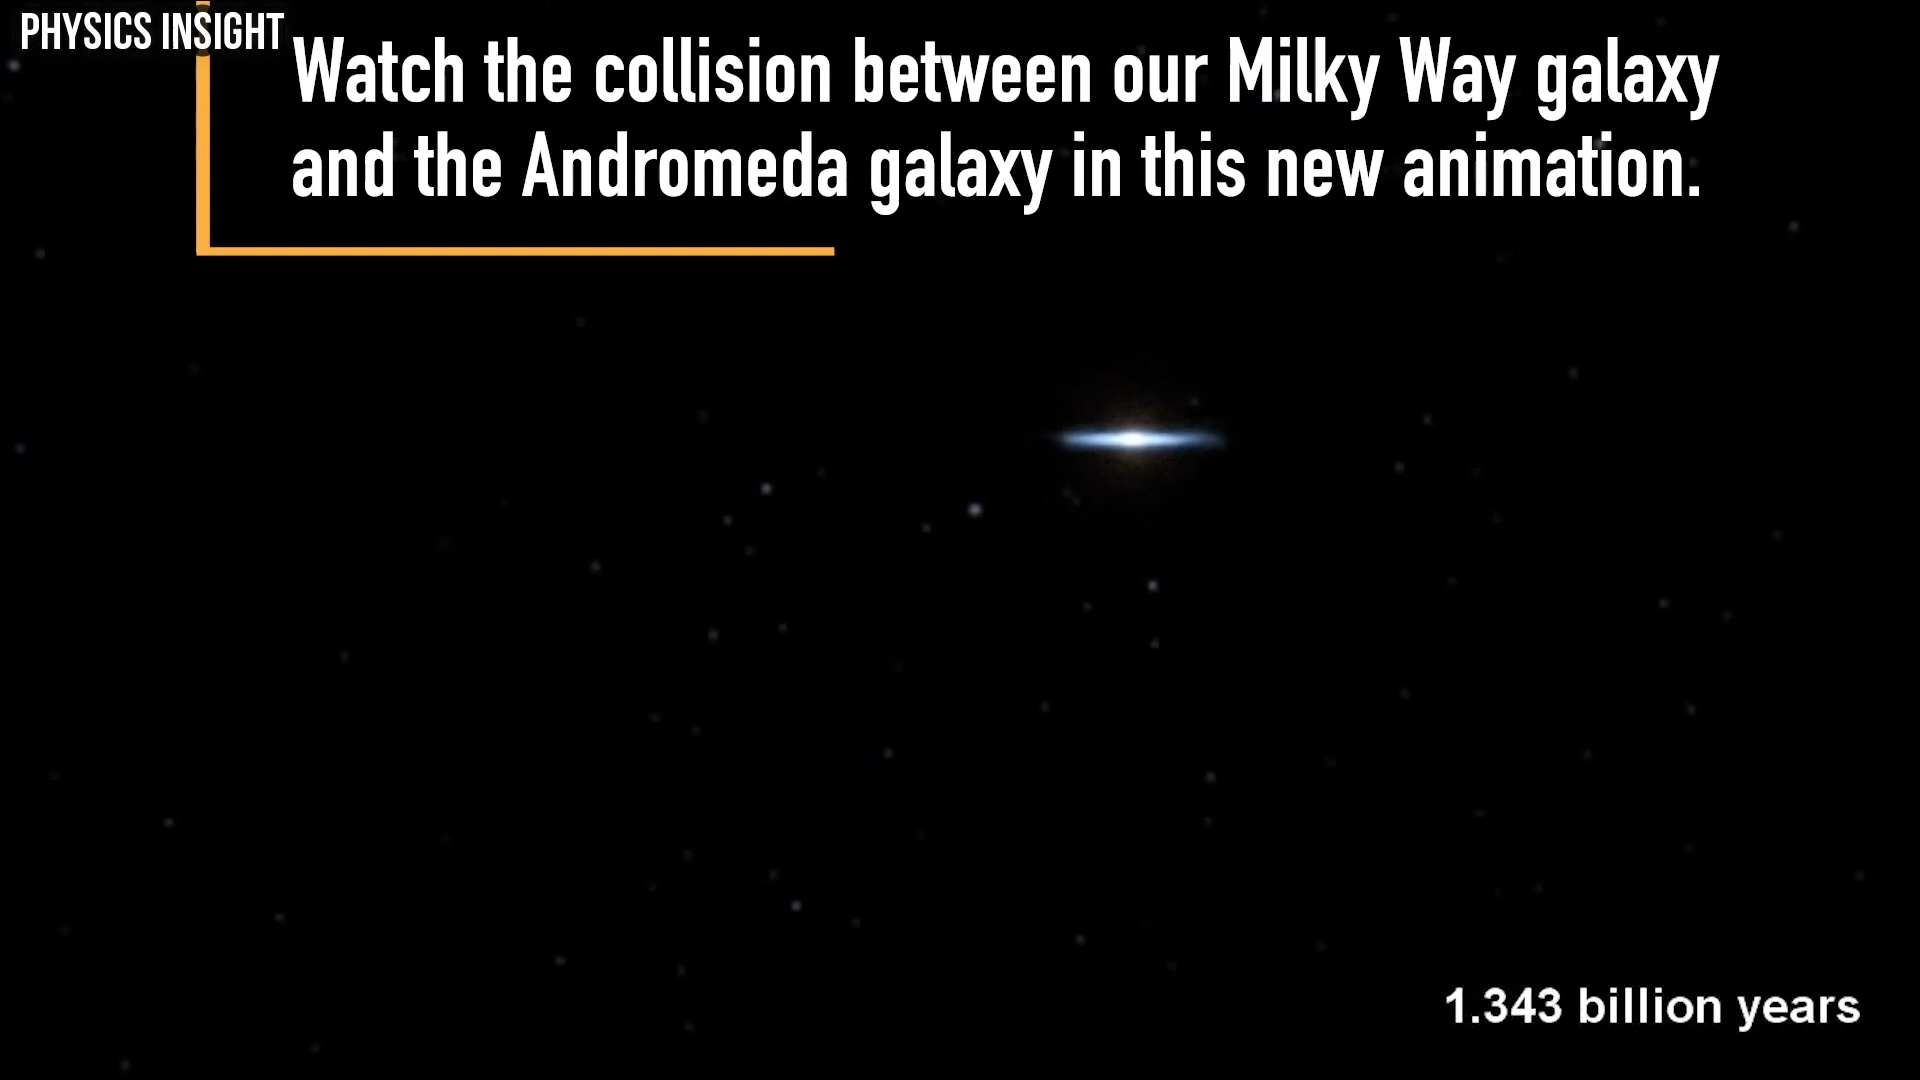 PHYSICS INSIGHT
Watch the collision between our Milky Way galaxy
and the Andromeda galaxy in this new animation.
1.343 billion years